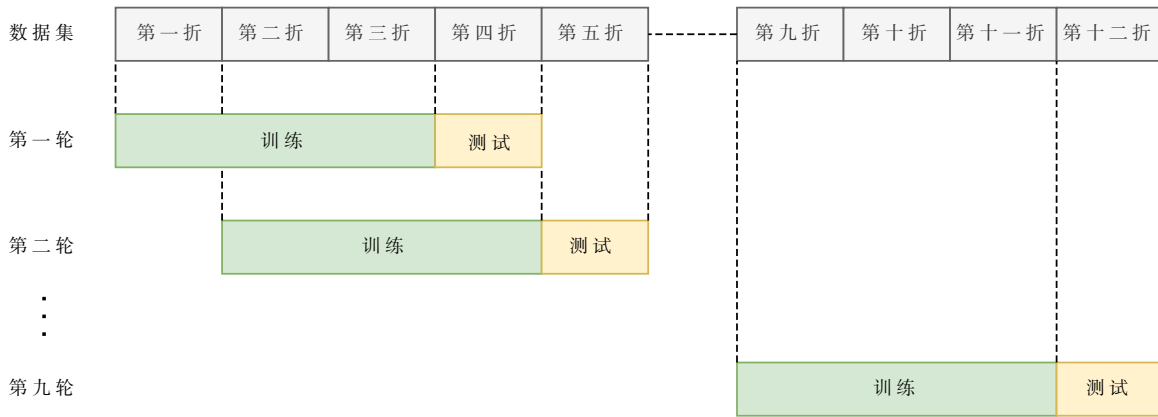 数据集 第一折 第二折 第三折 第四折 第五折 第九折 第十折 第十一折 第十二折
第一轮 训练 测试
第二轮 训练 测试
第九轮 训练 测试